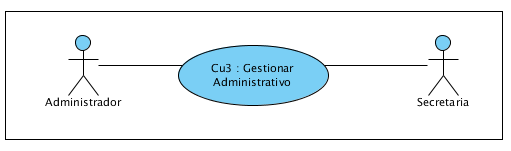 Cu3 : Gestionar
Administrativo
Administrador
Secretaria